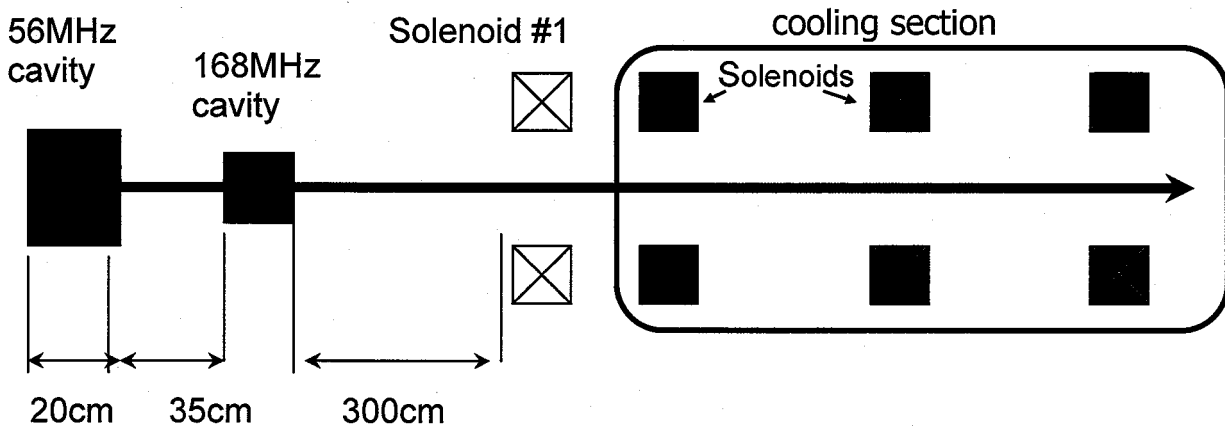 56MHz
cavity
168MHz
cavity
Solenoid #1
cooling section
Solenoids
20cm
35cm
300cm